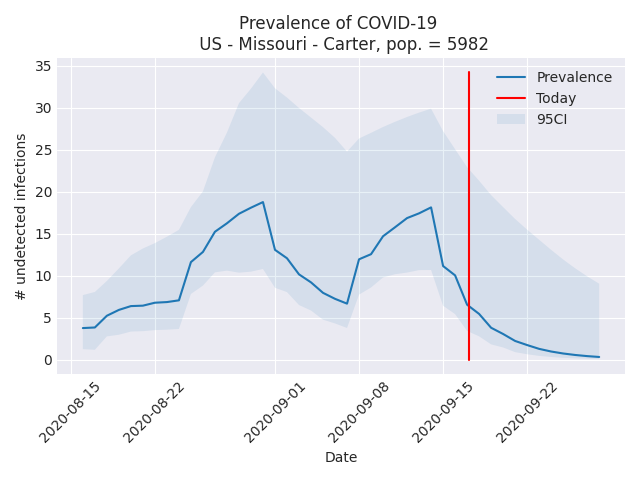 Prevalence of COVID-19
US - Missouri - Carter, pop. = 5982
35
30
25
20
15
10
5
0
# undetected infections
Prevalence
Today
95CI
2020-08-15
2020-08-22
2020-09-01
2020-09-08
2020-09-15
2020-09-22
Date